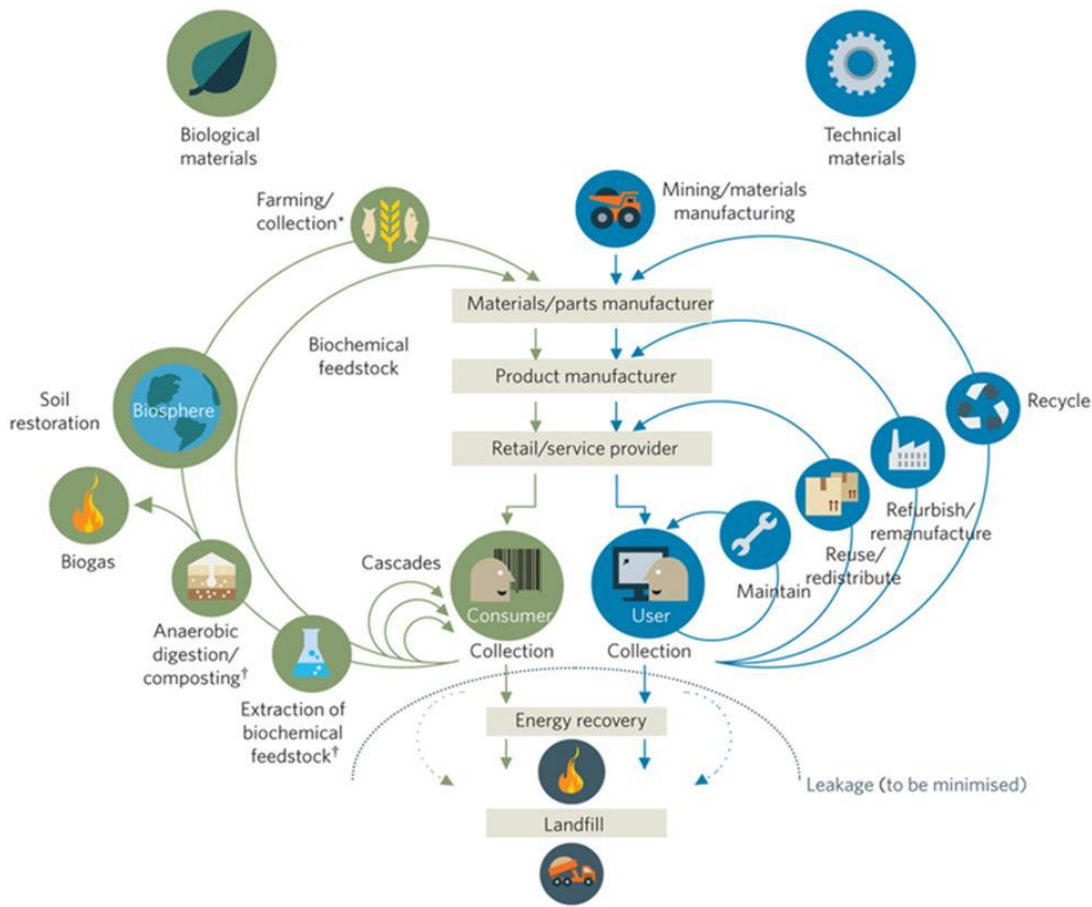 Biological
materials
Technical
materials
Farming/
collection*
Mining/materials
manufacturing
Materials/parts manufacturer
Biochemical
feedstock
Product manufacturer
Soil
restoration
Biosphere
Recycle
Retail/service provider
Refurbish/
remanufacture
Biogas
Reuse/
redistribute
Cascades
Maintain
Consumer
User
Anaerobic
digestion/
composting†
Collection
Collection
Extraction of
biochemical
feedstock†
Energy recovery
Leakage (to be minimised)
Landfill